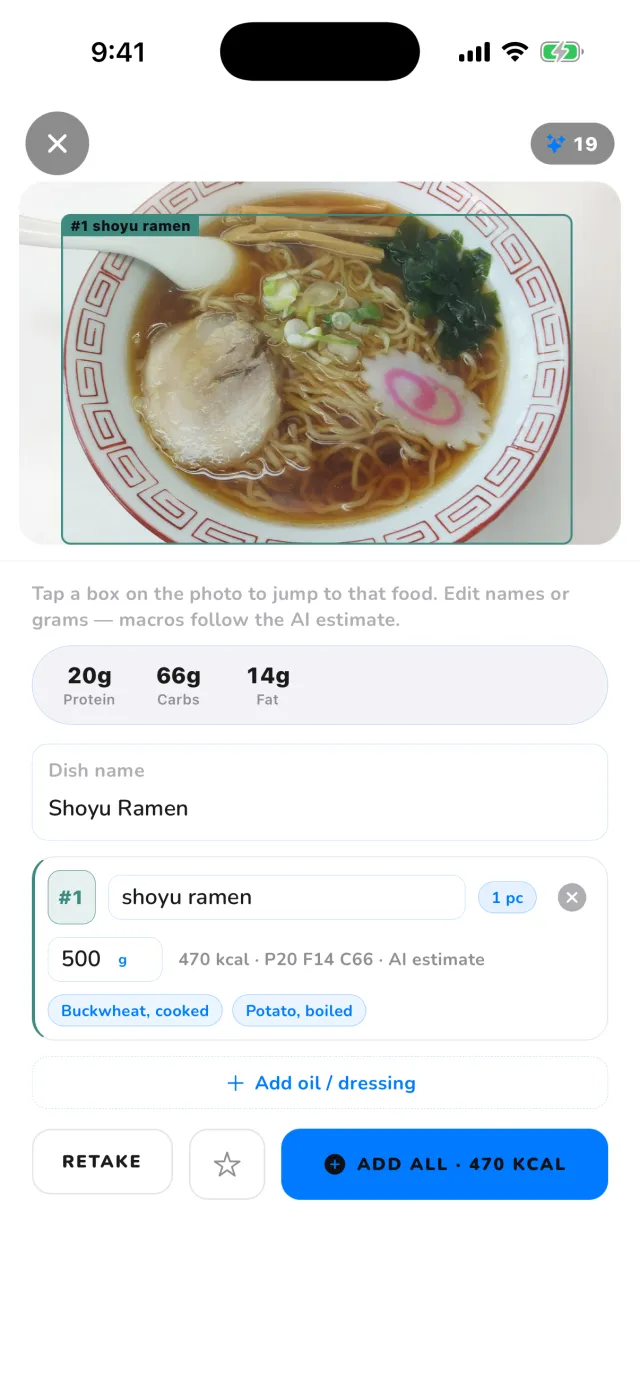 9:41
19
#1 shoyu ramen
Tap a box on the photo to jump to that food. Edit names or
grams — macros follow the AI estimate.
20g 66g 14g
Protein Carbs Fat
Dish name
Shoyu Ramen
#1 shoyu ramen 1 pc
500 g 470 kcal · P20 F14 C66 · AI estimate
Buckwheat, cooked Potato, boiled
+ Add oil / dressing
RETAKE ADD ALL · 470 KCAL